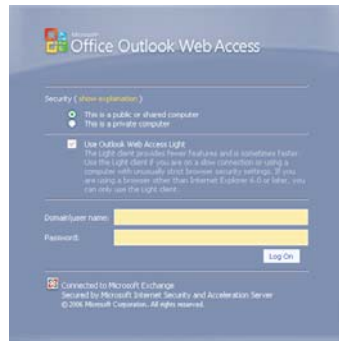 Microsoft
Office Outlook Web Access
Security ( show explanation )
This is a public or shared computer
This is a private computer
Use Outlook Web Access Light
The Light client provides fewer features and is sometimes faster.
Use the Light client if you are on a slow connection or using a
computer with unusually strict browser security settings. If you
are using a browser other than Internet Explorer 6.0 or later, you
can only use the Light client.
Domain\user name:
Password:
Log On
Connected to Microsoft Exchange
Secured by Microsoft Internet Security and Acceleration Server
© 2006 Microsoft Corporation. All rights reserved.